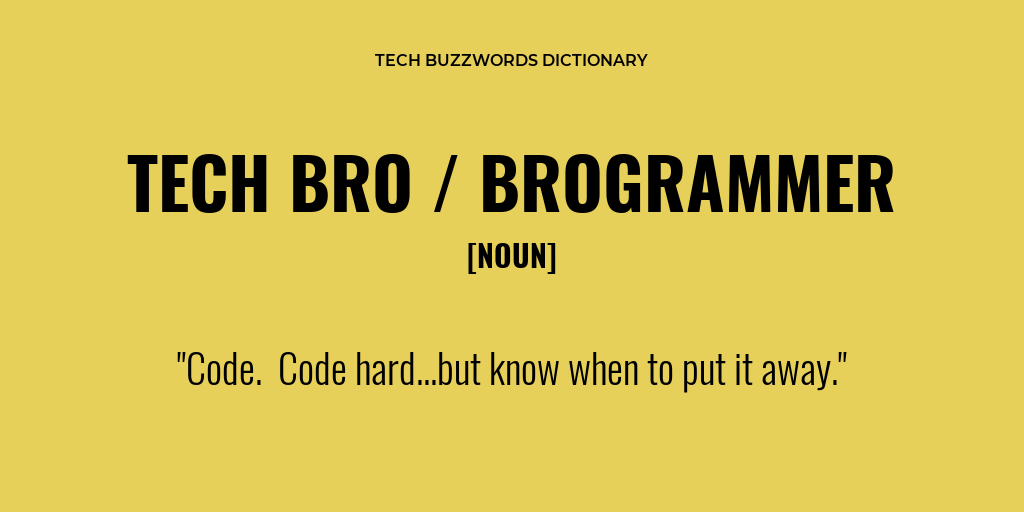 TECH BUZZWORDS DICTIONARY
TECH BRO / BROGRAMMER
[NOUN]
"Code.  Code hard...but know when to put it away."